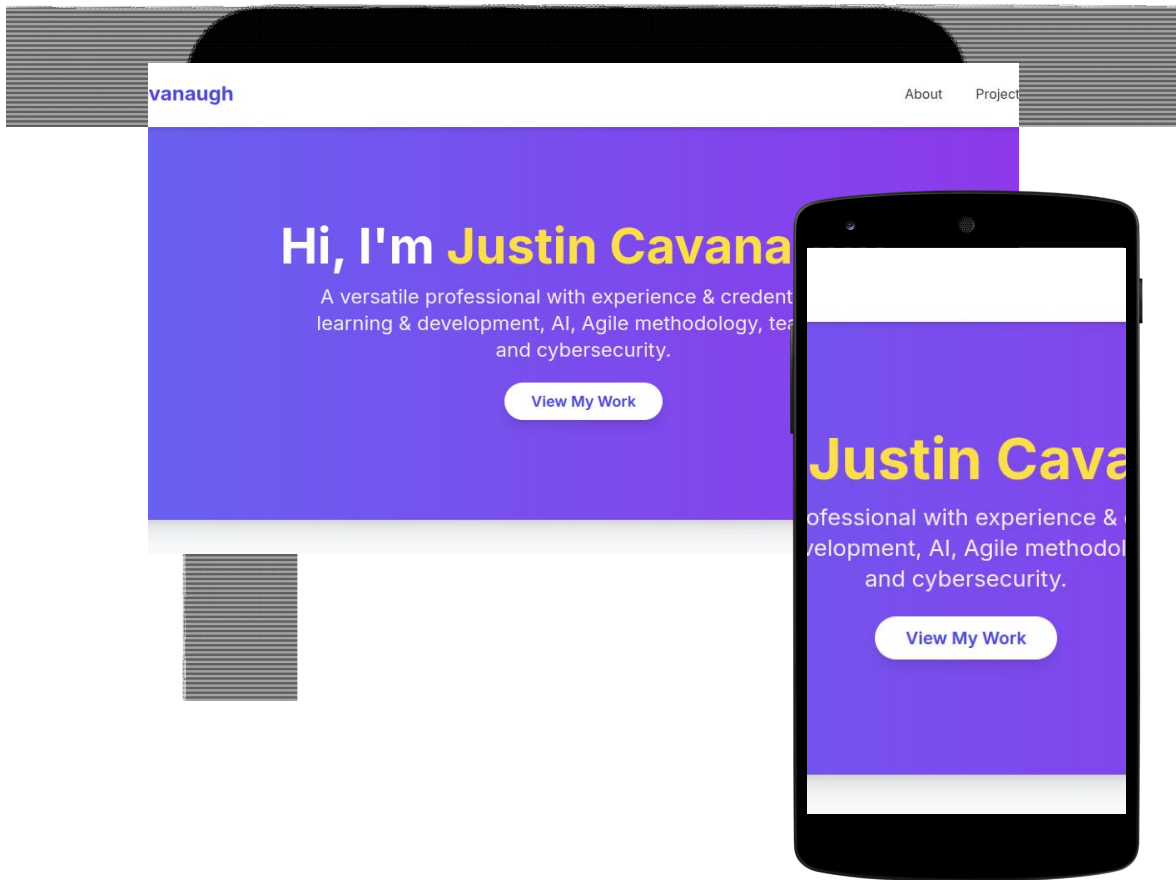 vanaugh
About Project
Hi, I'm Justin Cavana
A versatile professional with experience & credent
learning & development, AI, Agile methodology, tea
and cybersecurity.
View My Work
Justin Cava
ofessional with experience &
velopment, AI, Agile methodol
and cybersecurity.
View My Work